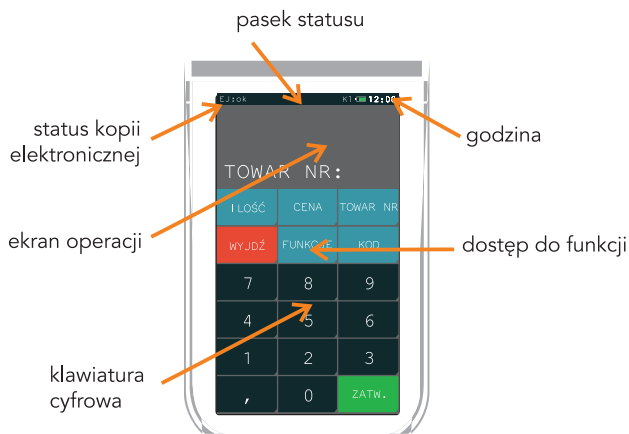 pasek statusu
EJ:ok K1 12:00
status kopii
elektronicznej
godzina
TOWAR NR:
ILOŚĆ CENA TOWAR NR
ekran operacji
WYJDŹ FUNKCJE KOD
dostęp do funkcji
7 8 9
4 5 6
1 2 3
klawiatura
cyfrowa
, 0 ZATW.